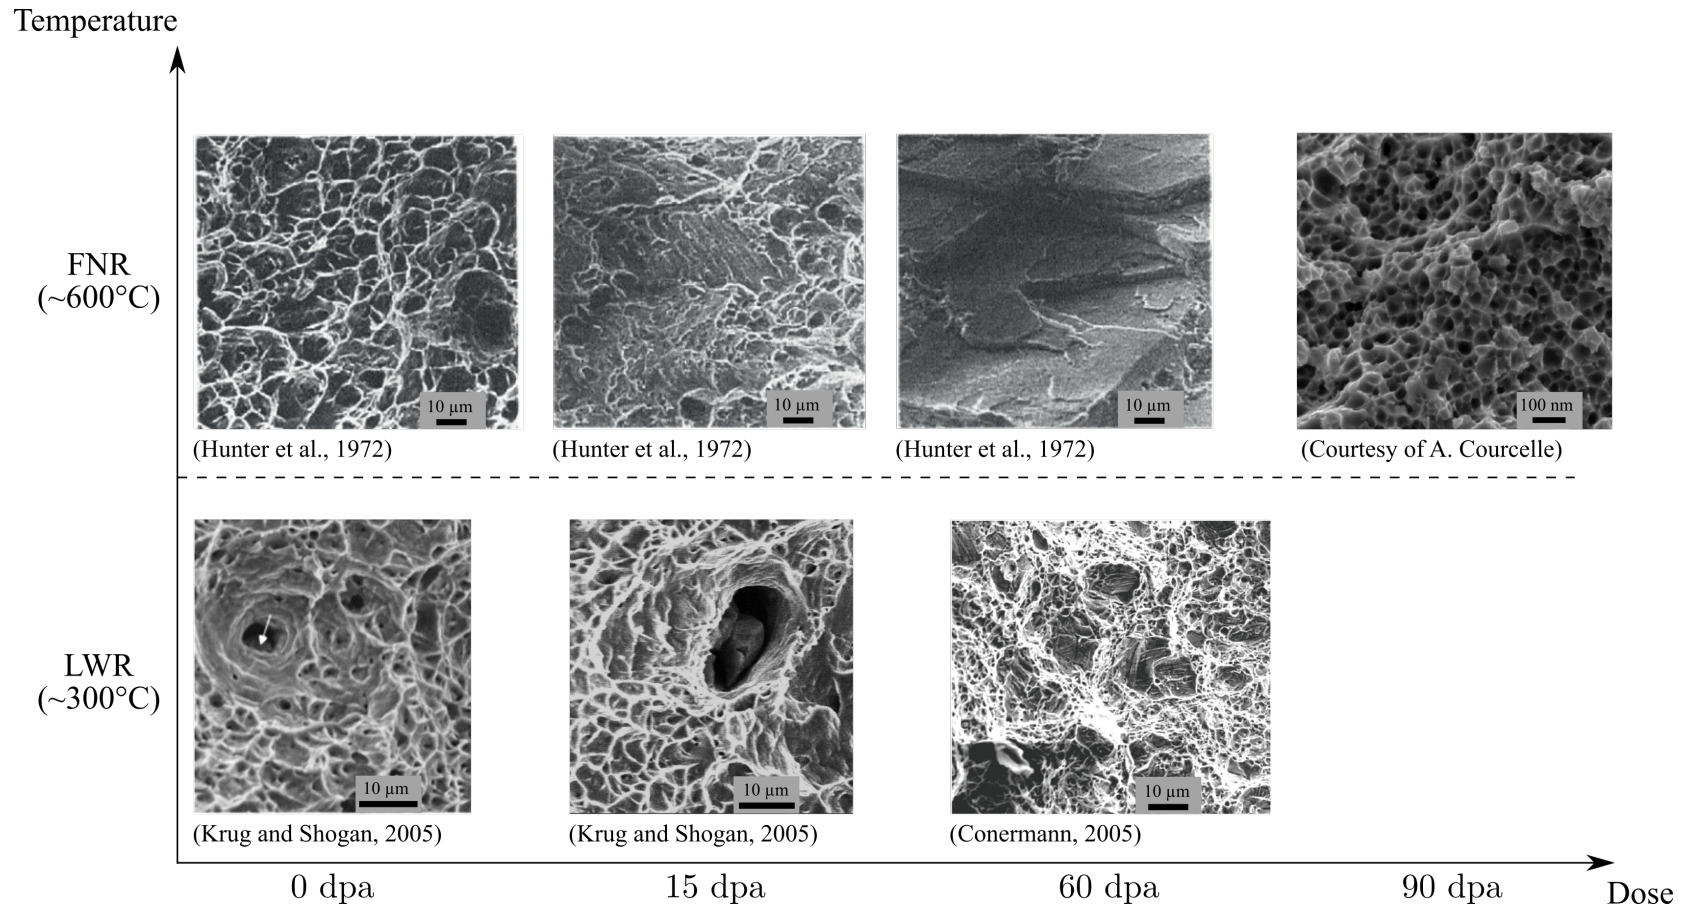 Temperature
FNR
(~600°C)
10 µm
10 µm
10 µm
100 nm
(Hunter et al., 1972)
(Hunter et al., 1972)
(Hunter et al., 1972)
(Courtesy of A. Courcelle)
LWR
(~300°C)
10 µm
10 µm
10 µm
(Krug and Shogan, 2005)
(Krug and Shogan, 2005)
(Conermann, 2005)
0 dpa
15 dpa
60 dpa
90 dpa
Dose